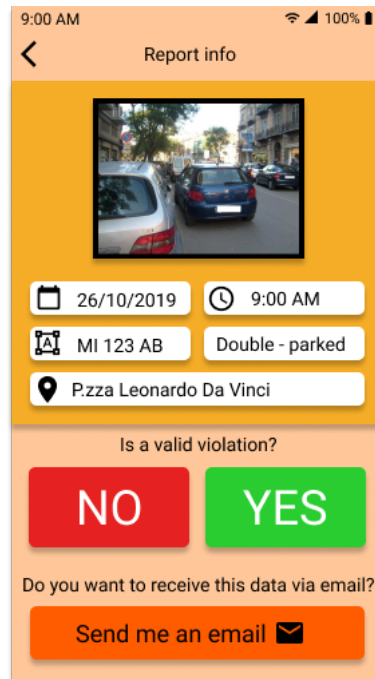 9:00 AM 100%
Report info
26/10/2019 9:00 AM
A MI 123 AB Double - parked
P.zza Leonardo Da Vinci
Is a valid violation?
NO YES
Do you want to receive this data via email?
Send me an email